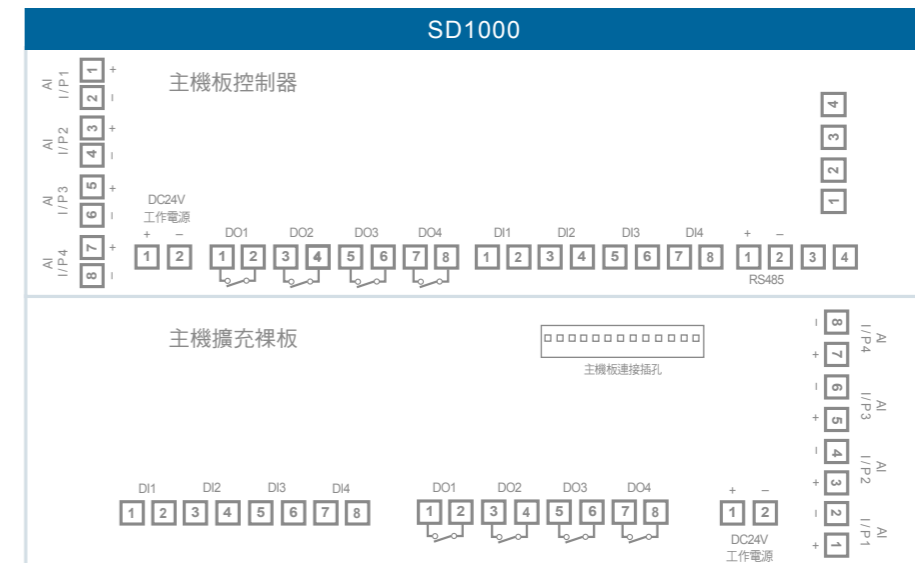 SD1000
主機板控制器
AI I/P1
1 +
2 −
AI I/P2
3 +
4 −
AI I/P3
5 +
6 −
AI I/P4
7 +
8 −
4
3
2
1
DC24V
工作電源
+ − DO1 DO2 DO3 DO4 DI1 DI2 DI3 DI4 + −
1 2 1 2 3 4 5 6 7 8 1 2 3 4 5 6 7 8 1 2 3 4
RS485
主機擴充裸板
主機板連接插孔
− 8
+ 7
AI I/P4
− 6
+ 5
AI I/P3
− 4
+ 3
AI I/P2
− 2
+ 1
AI I/P1
DI1 DI2 DI3 DI4 DO1 DO2 DO3 DO4 + −
1 2 3 4 5 6 7 8 1 2 3 4 5 6 7 8 1 2
DC24V
工作電源